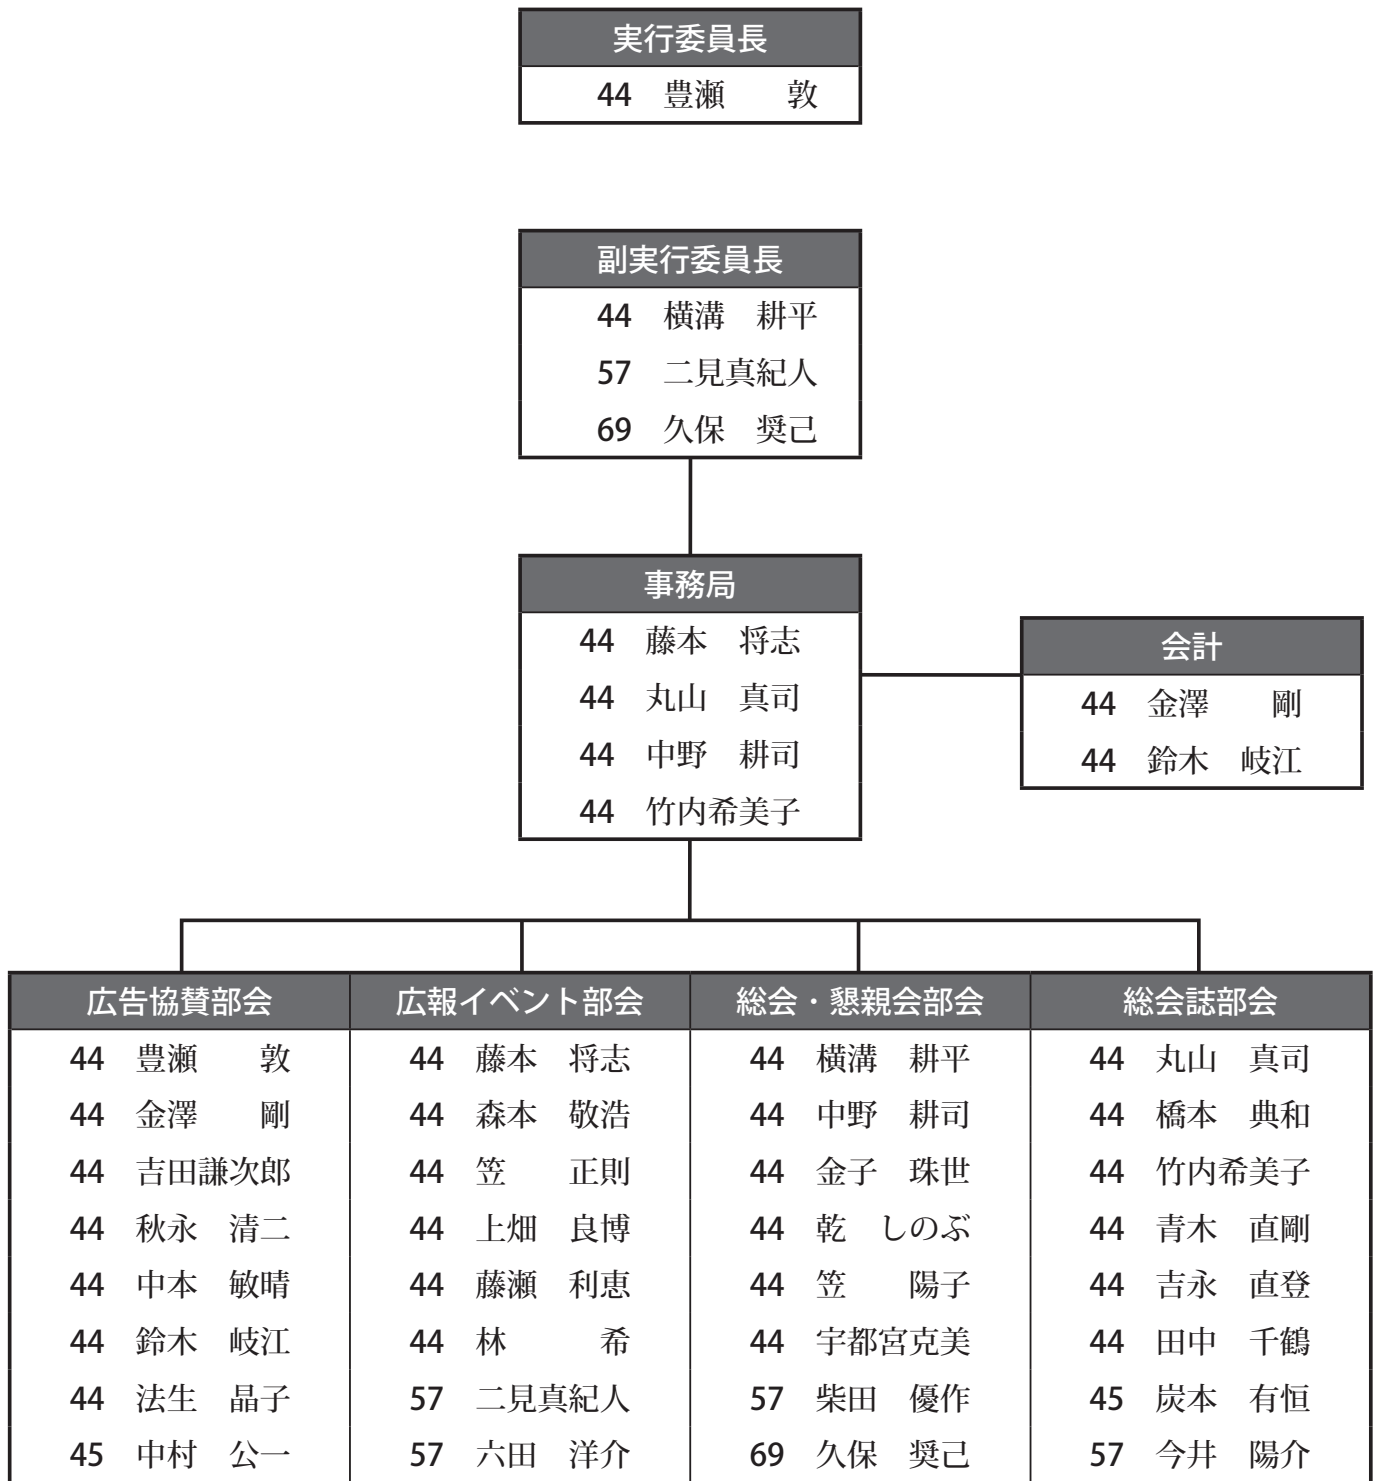 実行委員長
44 豊瀬 敦
副実行委員長
44 横溝 耕平
57 二見真紀人
69 久保 奨己
事務局
44 藤本 将志
44 丸山 真司
44 中野 耕司
44 竹内希美子
会計
44 金澤 剛
44 鈴木 岐江
広告協賛部会
44 豊瀬 敦
44 金澤 剛
44 吉田謙次郎
44 秋永 清二
44 中本 敏晴
44 鈴木 岐江
44 法生 晶子
45 中村 公一
広報イベント部会
44 藤本 将志
44 森本 敬浩
44 笠 正則
44 上畑 良博
44 藤瀬 利恵
44 林 希
57 二見真紀人
57 六田 洋介
総会・懇親会部会
44 横溝 耕平
44 中野 耕司
44 金子 珠世
44 乾 しのぶ
44 笠 陽子
44 宇都宮克美
57 柴田 優作
69 久保 奨己
総会誌部会
44 丸山 真司
44 橋本 典和
44 竹内希美子
44 青木 直剛
44 吉永 直登
44 田中 千鶴
45 炭本 有恒
57 今井 陽介